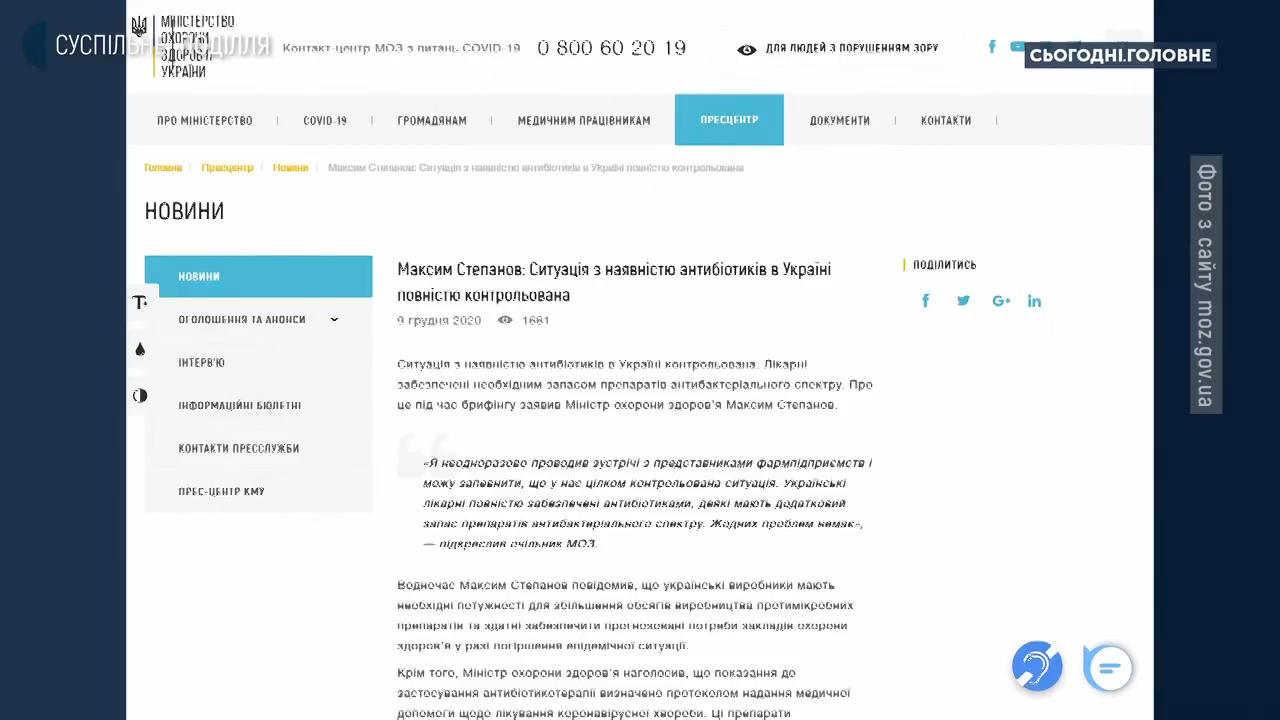 СУСПІЛЬНЕ ПОДІЛЛЯ
МІНІСТЕРСТВО
ОХОРОНИ
ЗДОРОВ'Я
УКРАЇНИ
Контакт-центр МОЗ з питань COVID-19
0 800 60 20 19
ДЛЯ ЛЮДЕЙ З ПОРУШЕННЯМ ЗОРУ
СЬОГОДНІ.ГОЛОВНЕ
ПРО МІНІСТЕРСТВО
COVID-19
ГРОМАДЯНАМ
МЕДИЧНИМ ПРАЦІВНИКАМ
ПРЕСЦЕНТР
ДОКУМЕНТИ
КОНТАКТИ
Головна Пресцентр Новини Максим Степанов: Ситуація з наявністю антибіотиків в Україні повністю контрольована
НОВИНИ
НОВИНИ
ОГОЛОШЕННЯ ТА АНОНСИ
ІНТЕРВ'Ю
ІНФОРМАЦІЙНІ БЮЛЕТНІ
КОНТАКТИ ПРЕССЛУЖБИ
ПРЕС-ЦЕНТР КМУ
Максим Степанов: Ситуація з наявністю антибіотиків в Україні
повністю контрольована
9 грудня 2020 1661
Ситуація з наявністю антибіотиків в Україні контрольована. Лікарні
забезпечені необхідним запасом препаратів антибактеріального спектру. Про
це під час брифінгу заявив Міністр охорони здоров'я Максим Степанов.
«Я неодноразово проводив зустрічі з представниками фармпідприємств і
можу запевнити, що у нас цілком контрольована ситуація. Українські
лікарні повністю забезпечені антибіотиками, деякі мають додатковий
запас препаратів антибактеріального спектру. Жодних проблем немає»,
— підкреслив очільник МОЗ.
Водночас Максим Степанов повідомив, що українські виробники мають
необхідні потужності для збільшення обсягів виробництва протимікробних
препаратів та здатні забезпечити прогнозовані потреби закладів охорони
здоров'я у разі погіршення епідемічної ситуації.
Крім того, Міністр охорони здоров'я наголосив, що показання до
застосування антибіотикотерапії визначено протоколом надання медичної
допомоги щодо лікування коронавірусної хвороби. Ці препарати
ПОДІЛИТИСЬ
Фото з сайту moz.gov.ua